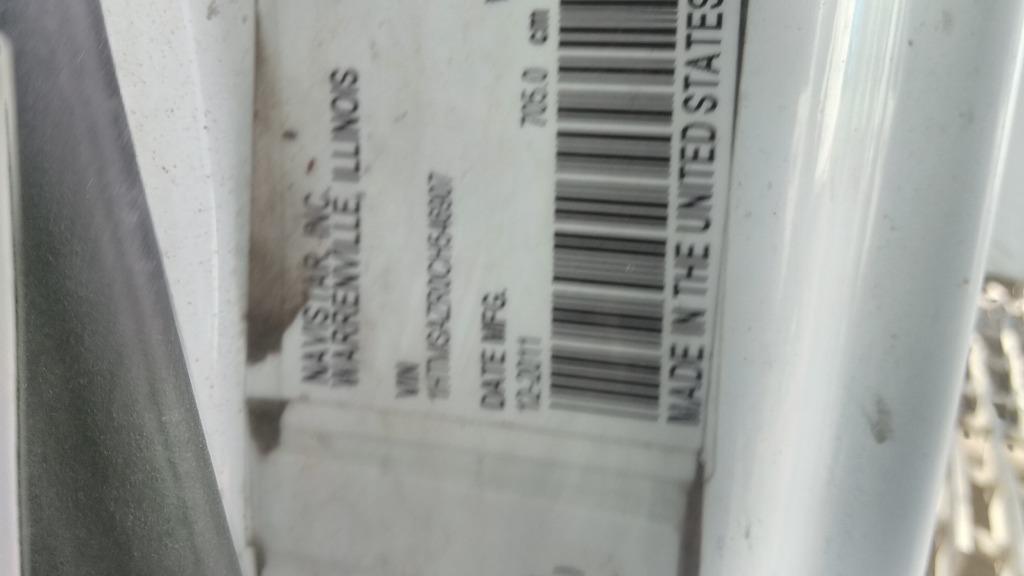 NAVISTAR, INC.
WARRENVILLE, ILLINOIS
VIN
DATE MFG.
12-2011
705.0 cm
MADE IN THE UNITED STATES